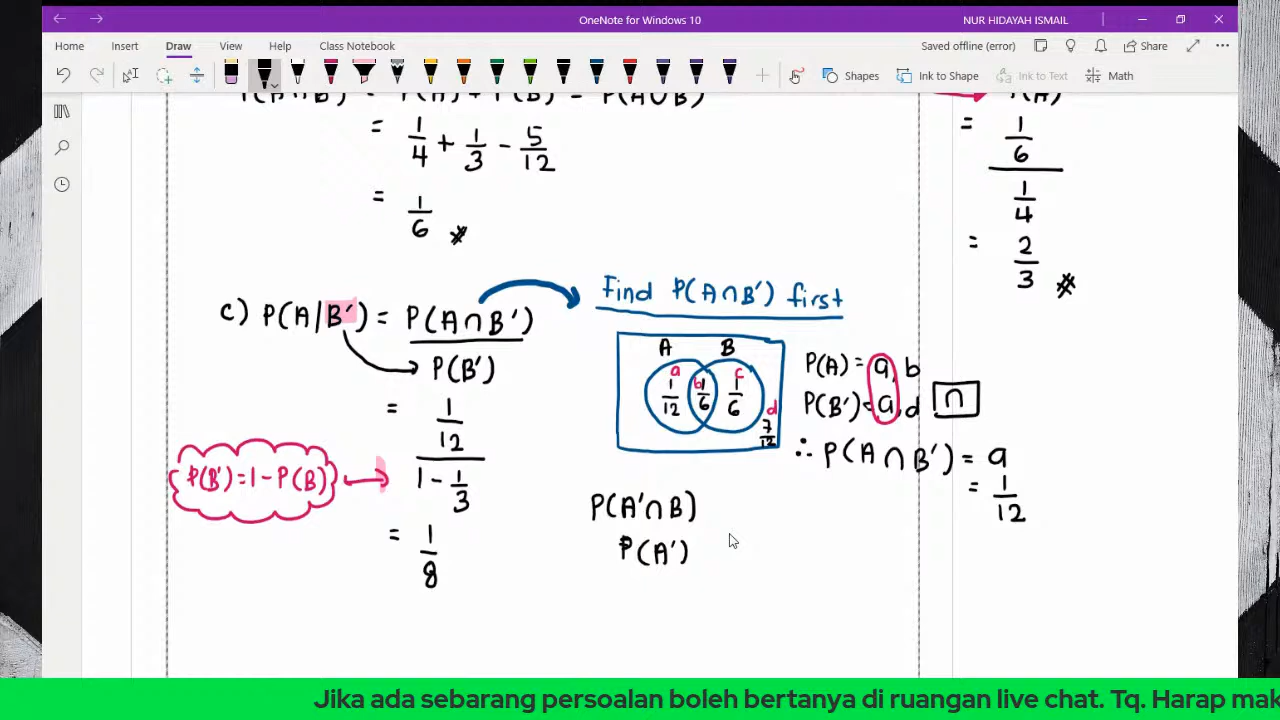 OneNote for Windows 10
NUR HIDAYAH ISMAIL
Home Insert Draw View Help Class Notebook
Saved offline (error) Share
Shapes Ink to Shape Ink to Text Math
P(A∩B) = P(A) + P(B) - P(A∪B)
= 1/4 + 1/3 - 5/12
= 1/6 *
P(A)
= 1/6
1/4
= 2/3 *
c) P(A|B') = P(A∩B')
P(B')
= 1/12
1 - 1/3
= 1/8
P(B') = 1 - P(B)
Find P(A∩B') first
A B
a b c
1/12 1/6 1/6
d
7/12
P(A) = a, b
P(B') = a, d ∩
∴ P(A∩B') = a
= 1/12
P(A'∩B)
P(A')
Jika ada sebarang persoalan boleh bertanya di ruangan live chat. Tq. Harap mak